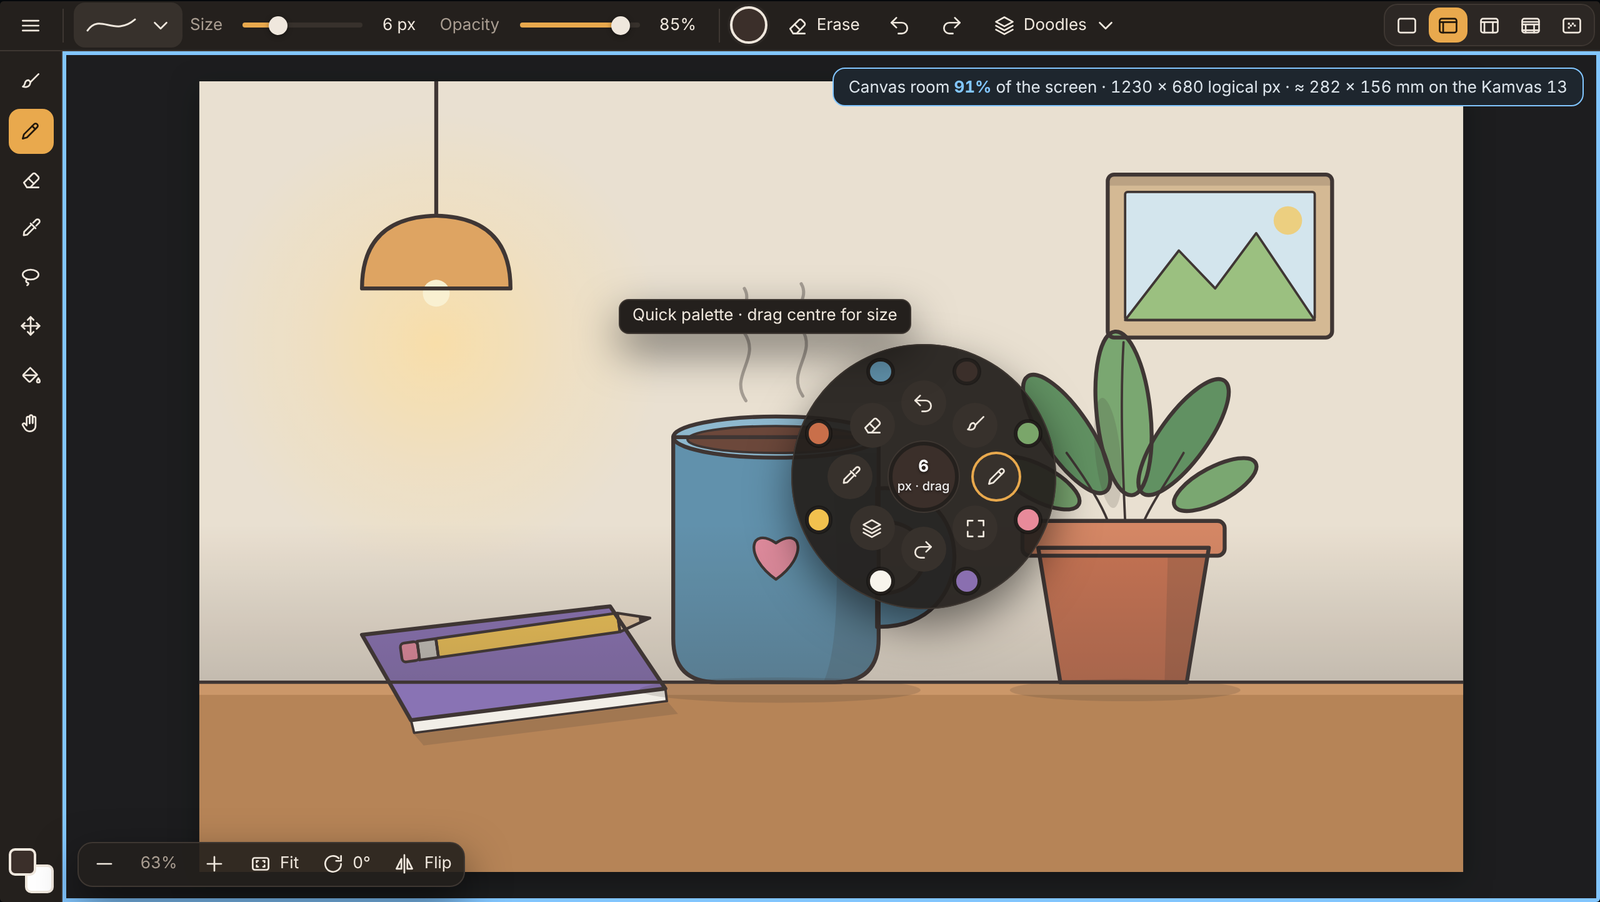 Size 6 px Opacity 85% Erase Doodles
Canvas room 91% of the screen · 1230 × 680 logical px · ≈ 282 × 156 mm on the Kamvas 13
Quick palette · drag centre for size
6
px · drag
63% Fit 0° Flip